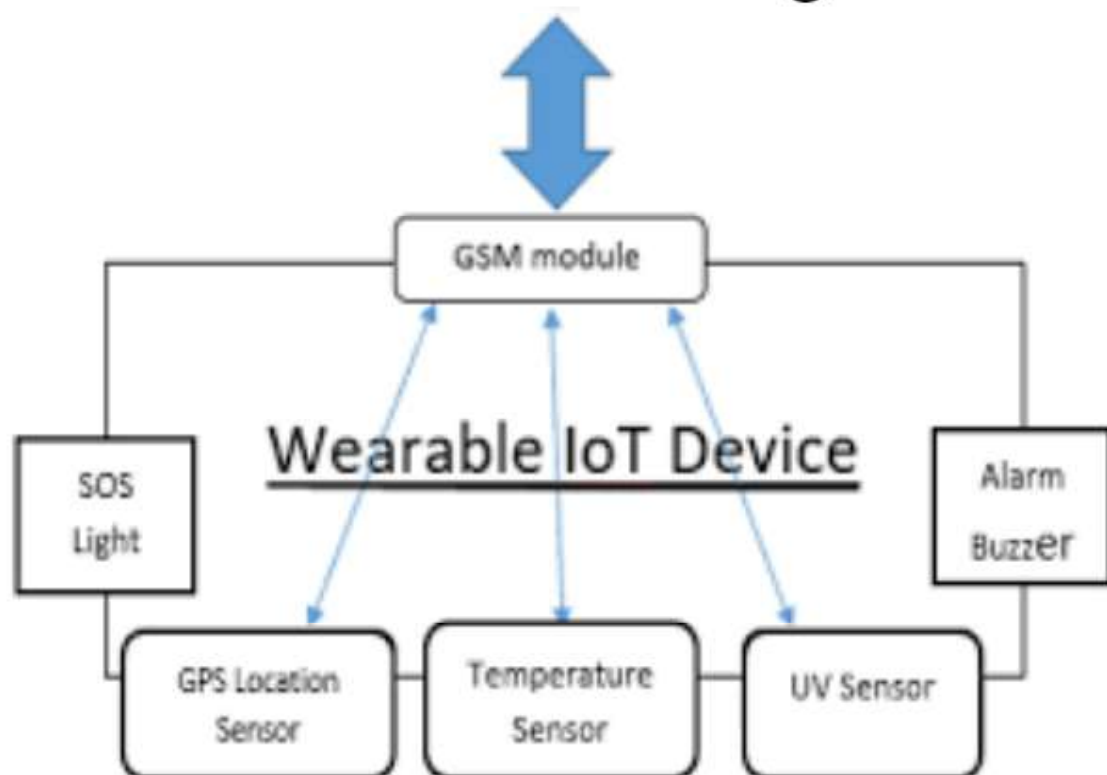 GSM module
Wearable IoT Device
SOS
Light
Alarm
Buzzer
GPS Location
Sensor
Temperature
Sensor
UV Sensor